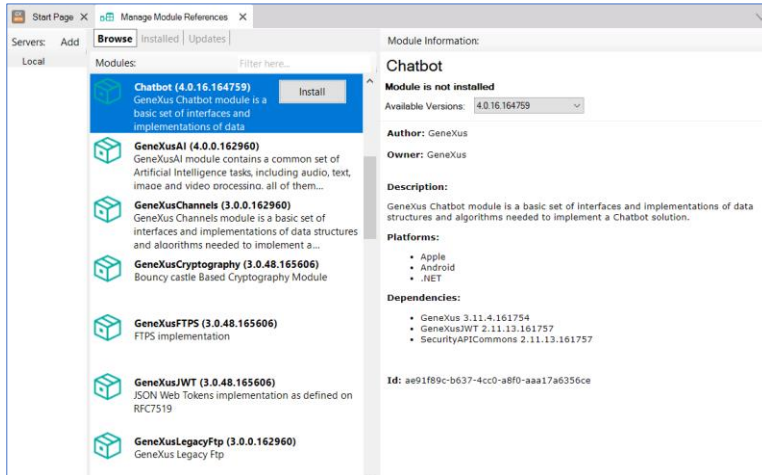 Start Page
Manage Module References
Servers: Add
Local
Browse Installed Updates
Modules: Filter here...
Chatbot (4.0.16.164759)
GeneXus Chatbot module is a
basic set of interfaces and
implementations of data
Install
GeneXusAI (4.0.0.162960)
GeneXusAI module contains a common set of
Artificial Intelligence tasks, including audio, text,
image and video processing, all of them...
GeneXusChannels (3.0.0.162960)
GeneXus Channels module is a basic set of
interfaces and implementations of data structures
and algorithms needed to implement a...
GeneXusCryptography (3.0.48.165606)
Bouncy castle Based Cryptography Module
GeneXusFTPS (3.0.48.165606)
FTPS implementation
GeneXusJWT (3.0.48.165606)
JSON Web Tokens implementation as defined on
RFC7519
GeneXusLegacyFtp (3.0.0.162960)
GeneXus Legacy Ftp
Module Information:
Chatbot
Module is not installed
Available Versions: 4.0.16.164759
Author: GeneXus
Owner: GeneXus
Description:
GeneXus Chatbot module is a basic set of interfaces and implementations of data
structures and algorithms needed to implement a Chatbot solution.
Platforms:
• Apple
• Android
• .NET
Dependencies:
• GeneXus 3.11.4.161754
• GeneXusJWT 2.11.13.161757
• SecurityAPICommons 2.11.13.161757
Id: ae91f89c-b637-4cc0-a8f0-aaa17a6356ce